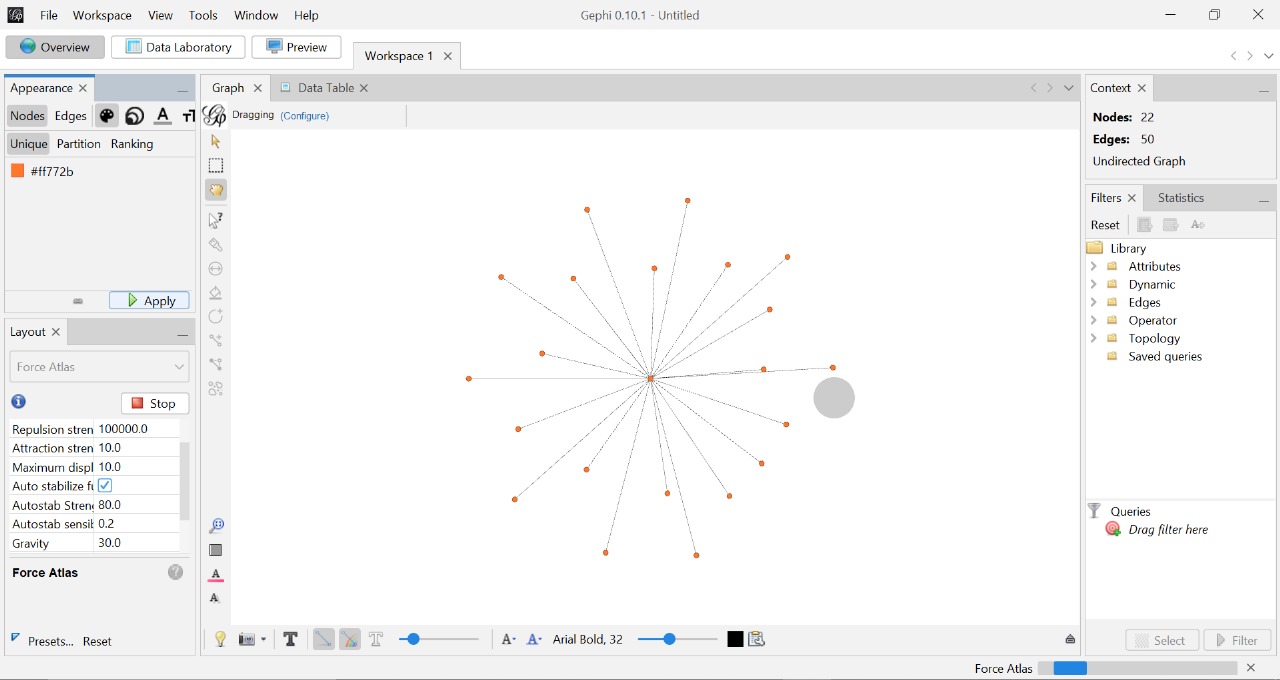 File Workspace View Tools Window Help
Gephi 0.10.1 - Untitled
Overview Data Laboratory Preview
Workspace 1
Appearance
Nodes Edges
Unique Partition Ranking
#ff772b
Apply
Layout
Force Atlas
Stop
Repulsion stren 100000.0
Attraction stren 10.0
Maximum displ 10.0
Auto stabilize fu
Autostab Streng 80.0
Autostab sensib 0.2
Gravity 30.0
Force Atlas
Presets... Reset
Graph Data Table
Dragging (Configure)
Arial Bold, 32
Context
Nodes: 22
Edges: 50
Undirected Graph
Filters Statistics
Reset
Library
Attributes
Dynamic
Edges
Operator
Topology
Saved queries
Queries
Drag filter here
Select Filter
Force Atlas